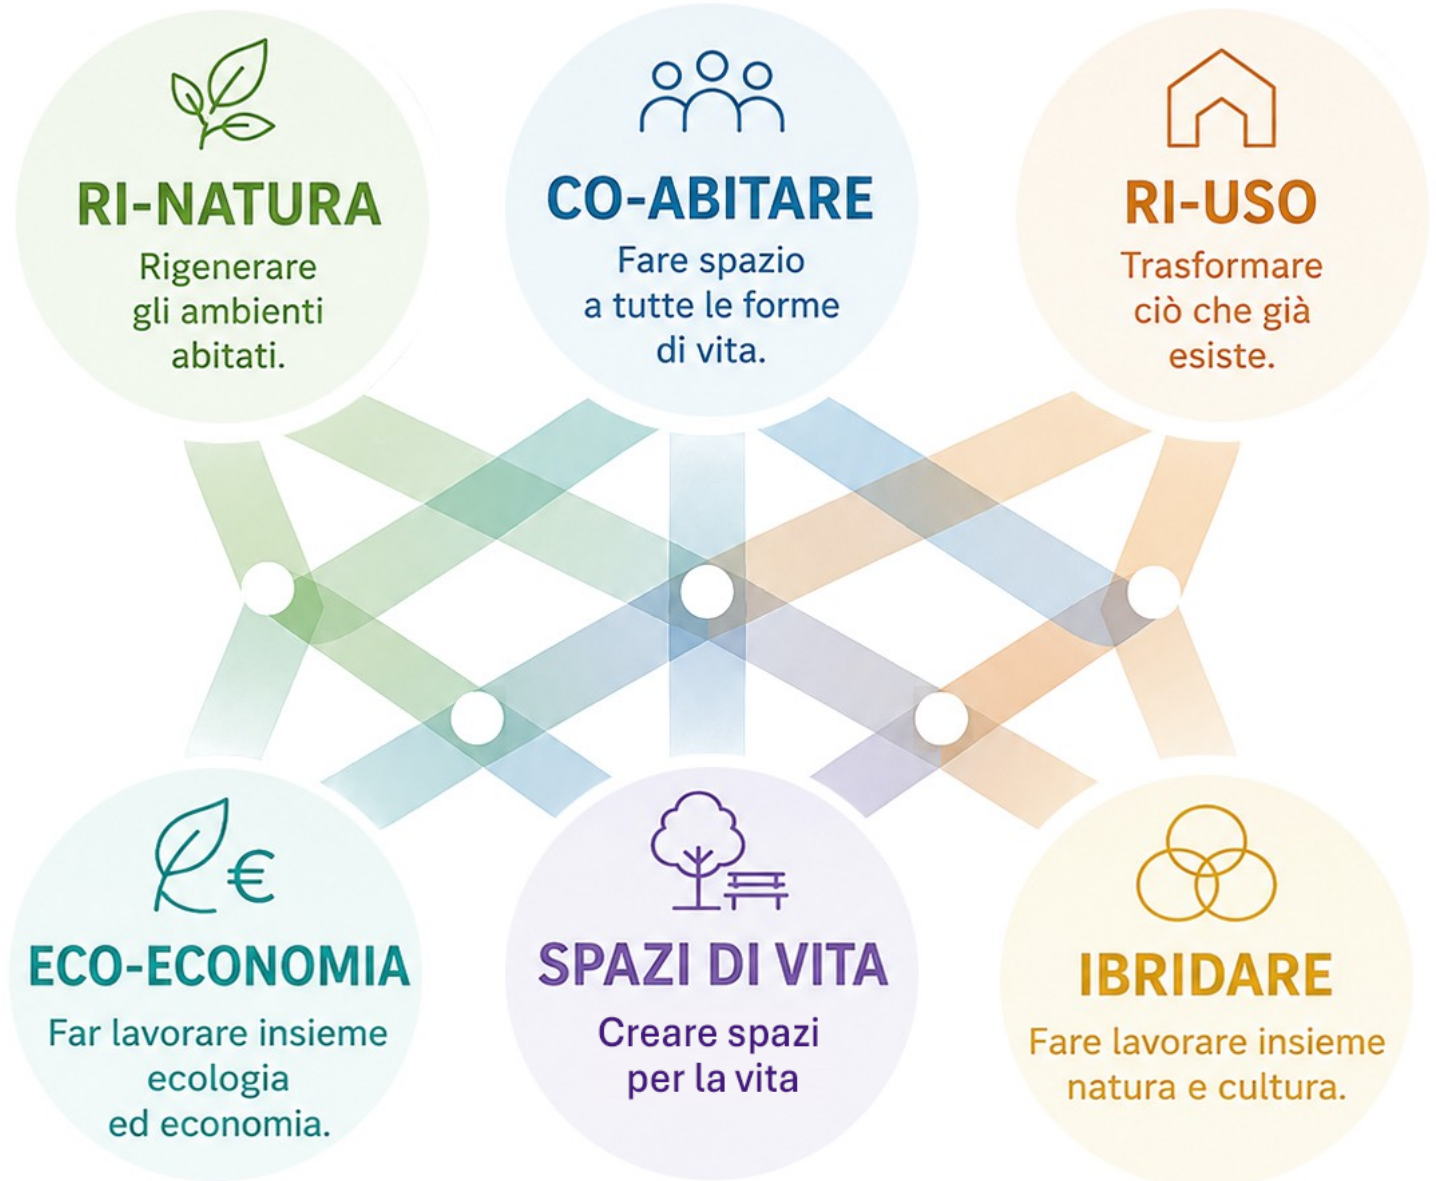 RI-NATURA
Rigenerare
gli ambienti
abitati.
CO-ABITARE
Fare spazio
a tutte le forme
di vita.
RI-USO
Trasformare
ciò che già
esiste.
€
ECO-ECONOMIA
Far lavorare insieme
ecologia
ed economia.
SPAZI DI VITA
Creare spazi
per la vita
IBRIDARE
Fare lavorare insieme
natura e cultura.